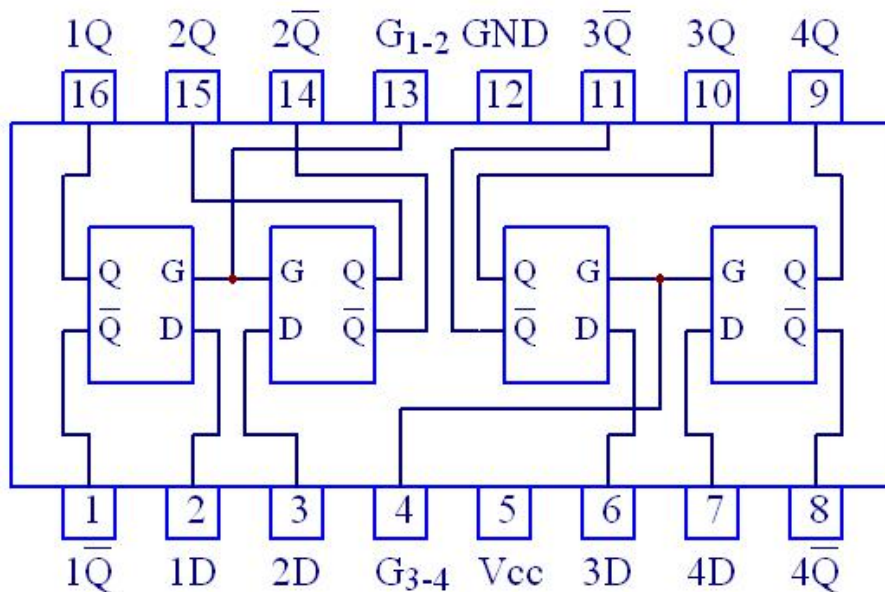 1Q 2Q 2Q̅ G1-2 GND 3Q̅ 3Q 4Q
16 15 14 13 12 11 10 9
Q G G Q Q G G Q
Q̅ D D Q̅ Q̅ D D Q̅
1 2 3 4 5 6 7 8
1Q̅ 1D 2D G3-4 Vcc 3D 4D 4Q̅